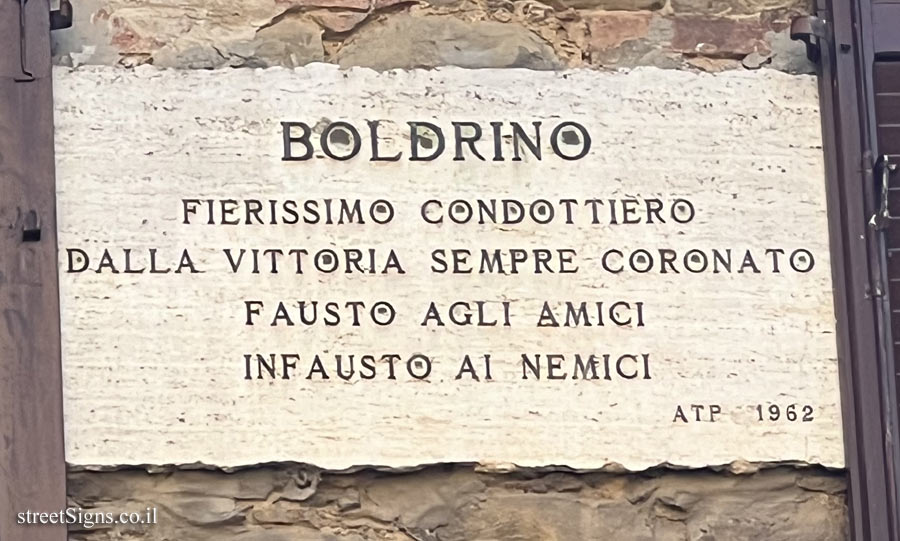 BOLDRINO
FIERISSIMO CONDOTTIERO
DALLA VITTORIA SEMPRE CORONATO
FAUSTO AGLI AMICI
INFAUSTO AI NEMICI
ATP 1962
streetSigns.co.il